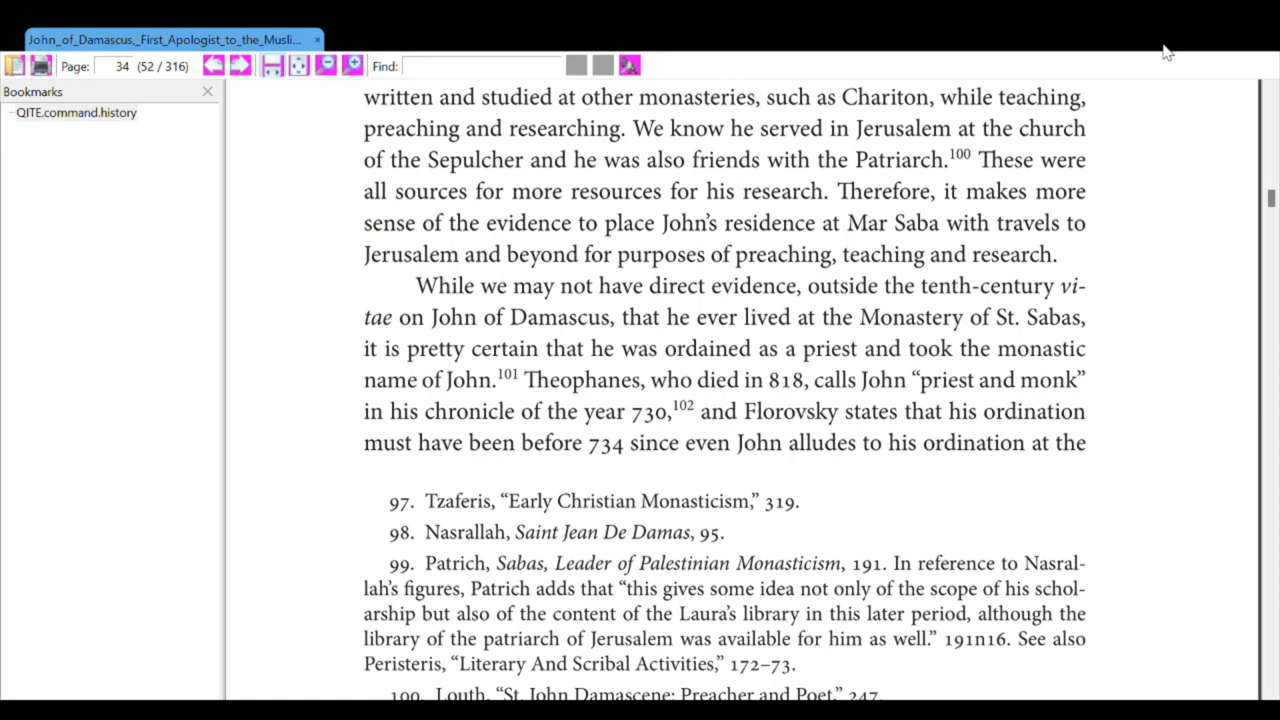 John_of_Damascus,_First_Apologist_to_the_Musli...
Page: 34 (52 / 316) Find:
Bookmarks
QITE.command.history
written and studied at other monasteries, such as Chariton, while teaching,
preaching and researching. We know he served in Jerusalem at the church
of the Sepulcher and he was also friends with the Patriarch.100 These were
all sources for more resources for his research. Therefore, it makes more
sense of the evidence to place John’s residence at Mar Saba with travels to
Jerusalem and beyond for purposes of preaching, teaching and research.
While we may not have direct evidence, outside the tenth-century vi-
tae on John of Damascus, that he ever lived at the Monastery of St. Sabas,
it is pretty certain that he was ordained as a priest and took the monastic
name of John.101 Theophanes, who died in 818, calls John “priest and monk”
in his chronicle of the year 730,102 and Florovsky states that his ordination
must have been before 734 since even John alludes to his ordination at the
97. Tzaferis, “Early Christian Monasticism,” 319.
98. Nasrallah, Saint Jean De Damas, 95.
99. Patrich, Sabas, Leader of Palestinian Monasticism, 191. In reference to Nasral-
lah’s figures, Patrich adds that “this gives some idea not only of the scope of his schol-
arship but also of the content of the Laura’s library in this later period, although the
library of the patriarch of Jerusalem was available for him as well.” 191n16. See also
Peristeris, “Literary And Scribal Activities,” 172–73.
100. Louth, “St. John Damascene: Preacher and Poet,” 247.